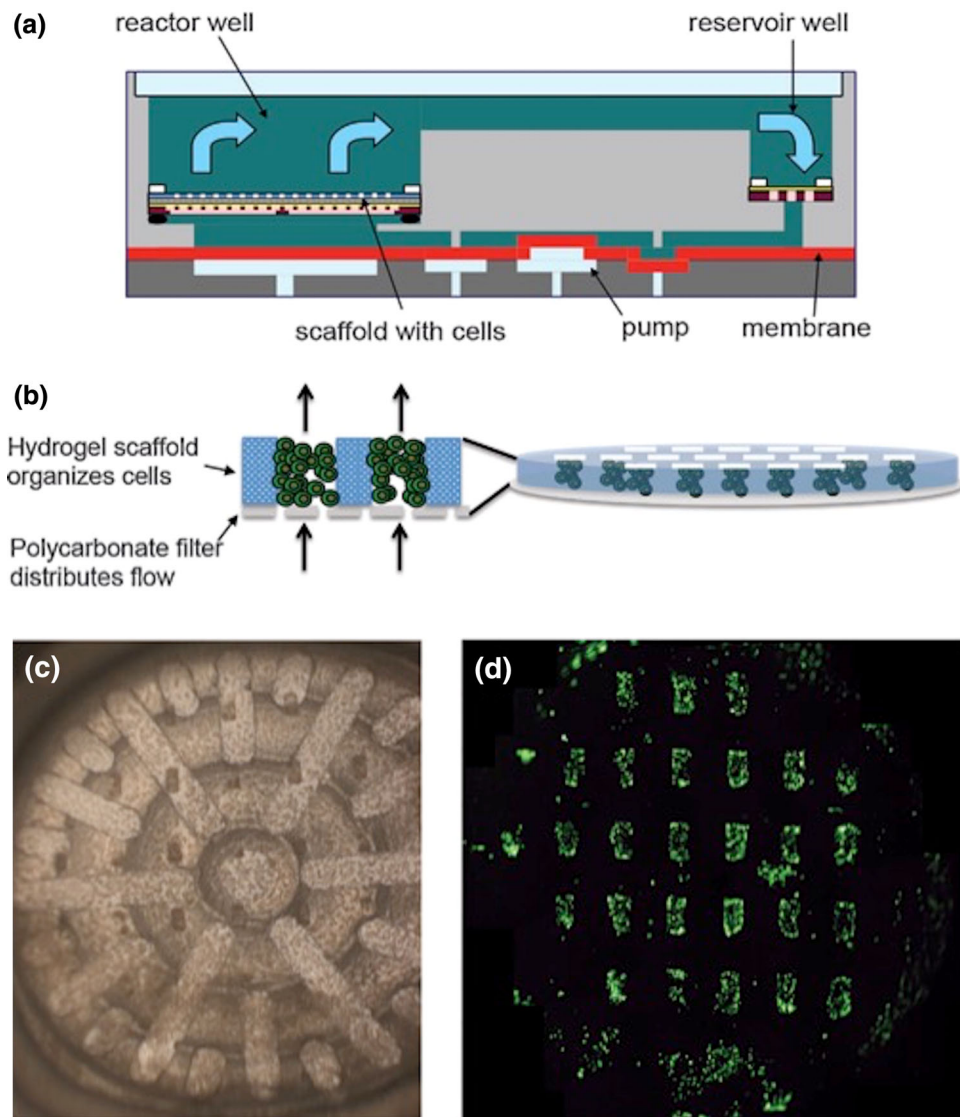 (a)
reactor well
reservoir well
scaffold with cells
pump
membrane
(b)
Hydrogel scaffold
organizes cells
Polycarbonate filter
distributes flow
(c)
(d)